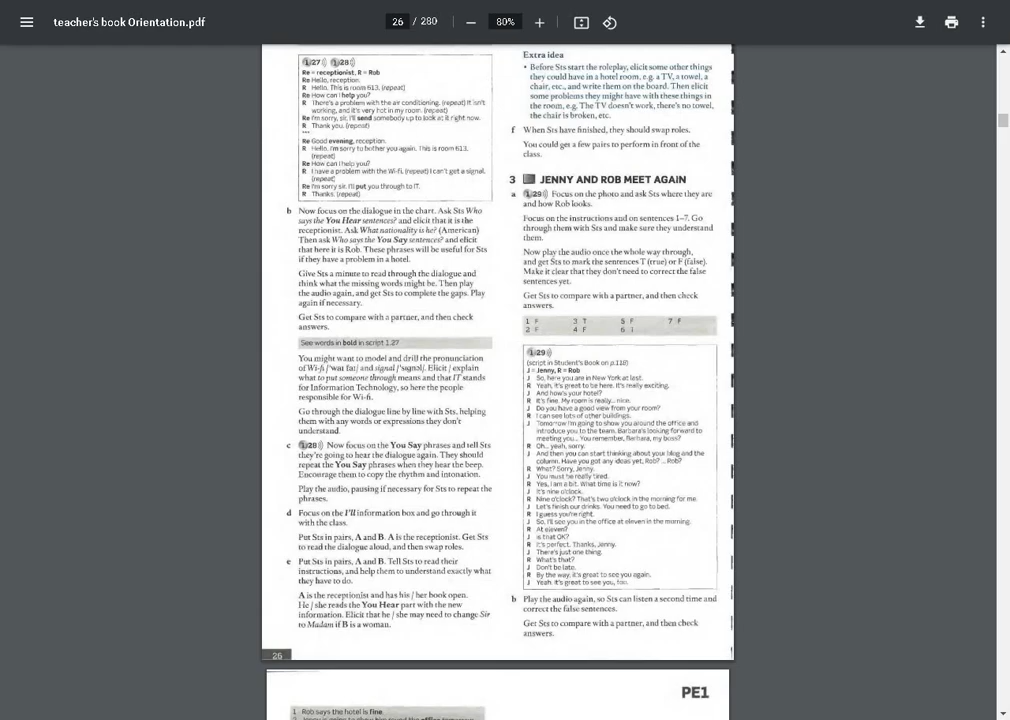 teacher's book Orientation.pdf
26 / 280
80%
1 27 1 28
Re = receptionist, R = Rob
Re Hello, reception.
R Hello. This is room 613. (repeat)
Re How can I help you?
R There's a problem with the air conditioning. (repeat) It isn't
working, and it's very hot in my room. (repeat)
Re I'm sorry, sir. I'll send somebody up to look at it right now.
R Thank you. (repeat)
***
Re Good evening, reception.
R Hello. I'm sorry to bother you again. This is room 613.
(repeat)
Re How can I help you?
R I have a problem with the Wi-fi. (repeat) I can't get a signal.
(repeat)
Re I'm sorry sir. I'll put you through to IT.
R Thanks. (repeat)
b Now focus on the dialogue in the chart. Ask Sts Who
says the You Hear sentences? and elicit that it is the
receptionist. Ask What nationality is he? (American)
Then ask Who says the You Say sentences? and elicit
that here it is Rob. These phrases will be useful for Sts
if they have a problem in a hotel.
Give Sts a minute to read through the dialogue and
think what the missing words might be. Then play
the audio again, and get Sts to complete the gaps. Play
again if necessary.
Get Sts to compare with a partner, and then check
answers.
See words in bold in script 1.27
You might want to model and drill the pronunciation
of Wi-fi /ˈwaɪ faɪ/ and signal /ˈsɪgnəl/. Elicit / explain
what to put someone through means and that IT stands
for Information Technology, so here the people
responsible for Wi-fi.
Go through the dialogue line by line with Sts, helping
them with any words or expressions they don't
understand.
c 1 28 Now focus on the You Say phrases and tell Sts
they're going to hear the dialogue again. They should
repeat the You Say phrases when they hear the beep.
Encourage them to copy the rhythm and intonation.
Play the audio, pausing if necessary for Sts to repeat the
phrases.
d Focus on the I'll information box and go through it
with the class.
Put Sts in pairs, A and B. A is the receptionist. Get Sts
to read the dialogue aloud, and then swap roles.
e Put Sts in pairs, A and B. Tell Sts to read their
instructions, and help them to understand exactly what
they have to do.
A is the receptionist and has his / her book open.
He / she reads the You Hear part with the new
information. Elicit that he / she may need to change Sir
to Madam if B is a woman.
26
Extra idea
• Before Sts start the roleplay, elicit some other things
they could have in a hotel room, e.g. a TV, a towel, a
chair, etc., and write them on the board. Then elicit
some problems they might have with these things in
the room, e.g. The TV doesn't work, there's no towel,
the chair is broken, etc.
f When Sts have finished, they should swap roles.
You could get a few pairs to perform in front of the
class.
3 JENNY AND ROB MEET AGAIN
a 1 29 Focus on the photo and ask Sts where they are
and how Rob looks.
Focus on the instructions and on sentences 1–7. Go
through them with Sts and make sure they understand
them.
Now play the audio once the whole way through,
and get Sts to mark the sentences T (true) or F (false).
Make it clear that they don't need to correct the false
sentences yet.
Get Sts to compare with a partner, and then check
answers.
1 F 3 T 5 F 7 F
2 F 4 F 6 T
1 29
(script in Student's Book on p.118)
J = Jenny, R = Rob
J So, here you are in New York at last.
R Yeah, it's great to be here. It's really exciting.
J And how's your hotel?
R It's fine. My room is really... nice.
J Do you have a good view from your room?
R I can see lots of other buildings.
J Tomorrow I'm going to show you around the office and
introduce you to the team. Barbara's looking forward to
meeting you... You remember, Barbara, my boss?
R Oh... yeah, sorry.
J And then you can start thinking about your blog and the
column. Have you got any ideas yet, Rob? ... Rob?
R What? Sorry, Jenny.
J You must be really tired.
R Yes, I am a bit. What time is it now?
J It's nine o'clock.
R Nine o'clock? That's two o'clock in the morning for me.
J Let's finish our drinks. You need to go to bed.
R I guess you're right.
J So, I'll see you in the office at eleven in the morning.
R At eleven?
J Is that OK?
R It's perfect. Thanks, Jenny.
J There's just one thing.
R What's that?
J Don't be late.
R By the way, it's great to see you again.
J Yeah. It's great to see you, too.
b Play the audio again, so Sts can listen a second time and
correct the false sentences.
Get Sts to compare with a partner, and then check
answers.
PE1
1 Rob says the hotel is fine.